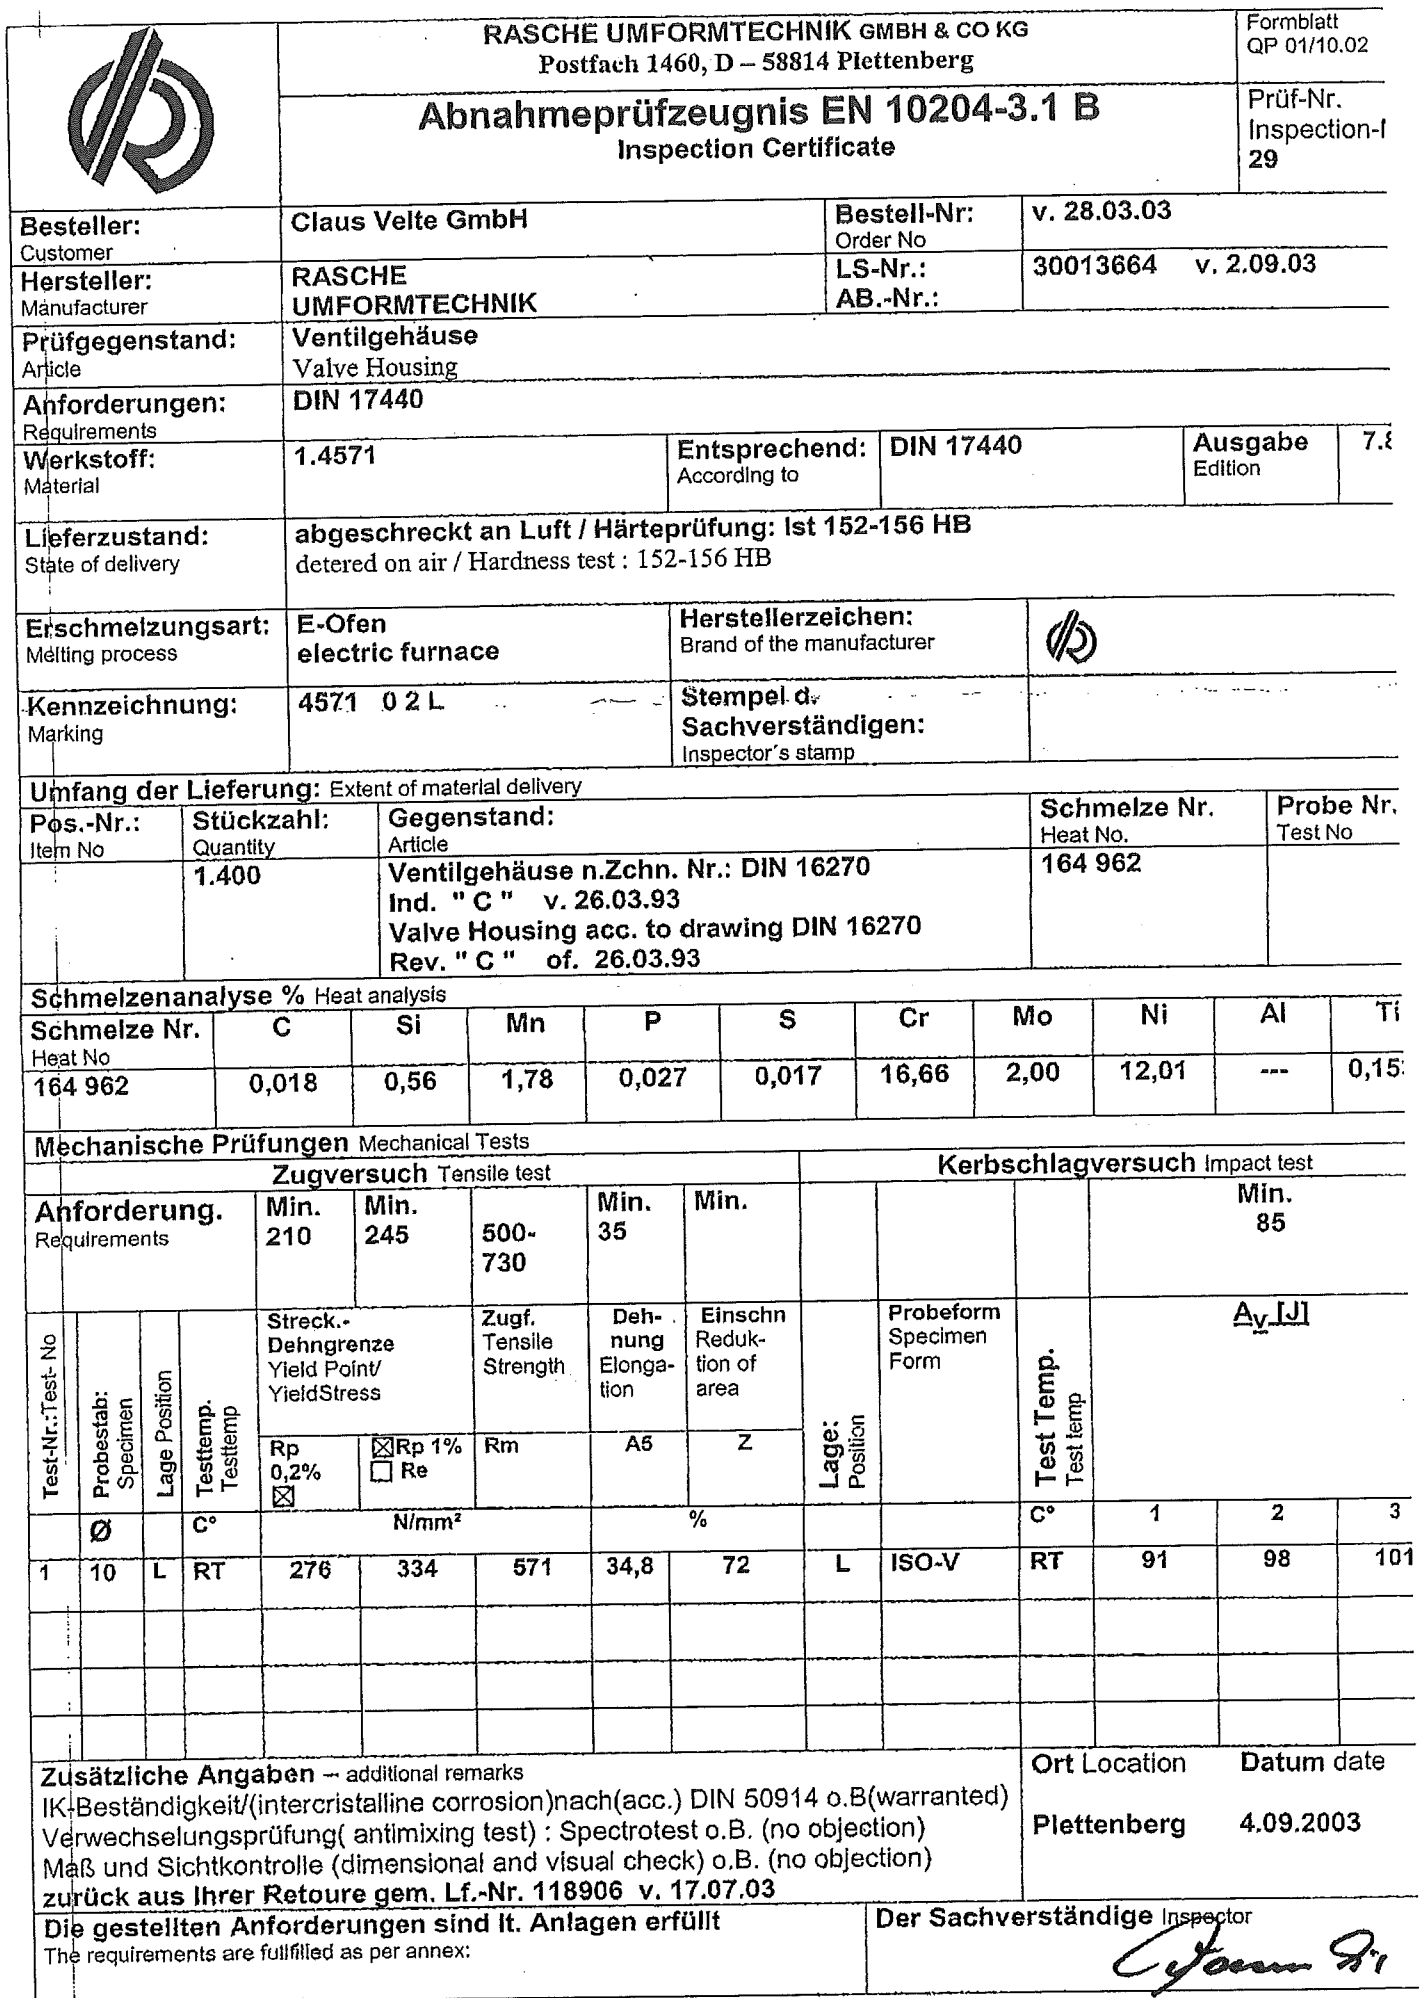 RASCHE UMFORMTECHNIK GMBH & CO KG
Postfach 1460, D – 58814 Plettenberg
Formblatt
QP 01/10.02
Abnahmeprüfzeugnis EN 10204-3.1 B
Inspection Certificate
Prüf-Nr.
Inspection-
29
Besteller:
Customer
Claus Velte GmbH
Bestell-Nr:
Order No
v. 28.03.03
Hersteller:
Manufacturer
RASCHE
UMFORMTECHNIK
LS-Nr.:
AB.-Nr.:
30013664 v. 2.09.03
Prüfgegenstand:
Article
Ventilgehäuse
Valve Housing
Anforderungen:
Requirements
DIN 17440
Werkstoff:
Material
1.4571
Entsprechend:
According to
DIN 17440
Ausgabe
Edition
7.
Lieferzustand:
State of delivery
abgeschreckt an Luft / Härteprüfung: Ist 152-156 HB
detered on air / Hardness test : 152-156 HB
Erschmelzungsart:
Melting process
E-Ofen
electric furnace
Herstellerzeichen:
Brand of the manufacturer
Kennzeichnung:
Marking
4571 0 2 L
Stempel d.
Sachverständigen:
Inspector´s stamp
Umfang der Lieferung: Extent of material delivery
Pos.-Nr.:
Item No
Stückzahl:
Quantity
Gegenstand:
Article
Schmelze Nr.
Heat No.
Probe Nr.
Test No
1.400
Ventilgehäuse n.Zchn. Nr.: DIN 16270
Ind. " C " v. 26.03.93
Valve Housing acc. to drawing DIN 16270
Rev. " C " of. 26.03.93
164 962
Schmelzenanalyse % Heat analysis
Schmelze Nr.
Heat No
C Si Mn P S Cr Mo Ni Al Ti
164 962 0,018 0,56 1,78 0,027 0,017 16,66 2,00 12,01 --- 0,15
Mechanische Prüfungen Mechanical Tests
Zugversuch Tensile test
Kerbschlagversuch Impact test
Anforderung.
Requirements
Min.
210
Min.
245
500-
730
Min.
35
Min.
Min.
85
Test-Nr.:Test- No
Probestab:
Specimen
Lage Position
Testtemp.
Testtemp
Streck.-
Dehngrenze
Yield Point/
YieldStress
Zugf.
Tensile
Strength
Deh-
nung
Elonga-
tion
Einschn
Reduk-
tion of
area
Lage:
Position
Probeform
Specimen
Form
Test Temp.
Test temp
Av [J]
Rp
0,2%
☒
☒Rp 1%
☐ Re
Rm
A5
Z
Ø C° N/mm² % C° 1 2 3
1 10 L RT 276 334 571 34,8 72 L ISO-V RT 91 98 101
Zusätzliche Angaben – additional remarks
IK-Beständigkeit/(intercristalline corrosion)nach(acc.) DIN 50914 o.B(warranted)
Verwechselungsprüfung( antimixing test) : Spectrotest o.B. (no objection)
Maß und Sichtkontrolle (dimensional and visual check) o.B. (no objection)
zurück aus Ihrer Retoure gem. Lf.-Nr. 118906 v. 17.07.03
Ort Location Datum date
Plettenberg 4.09.2003
Die gestellten Anforderungen sind lt. Anlagen erfüllt
The requirements are fullfilled as per annex:
Der Sachverständige Inspector